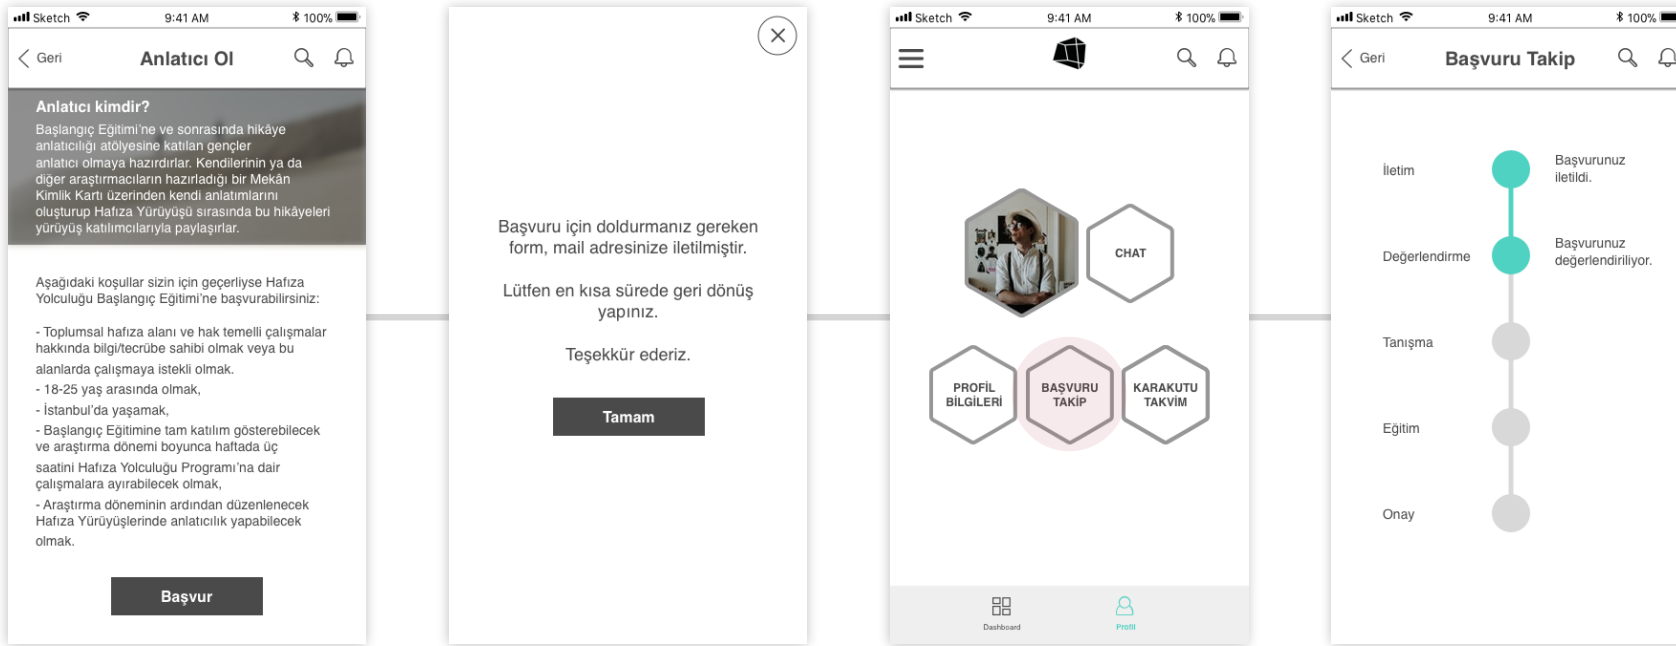 Sketch 9:41 AM 100%
Geri Anlatıcı Ol
Anlatıcı kimdir?
Başlangıç Eğitimi'ne ve sonrasında hikâye
anlatıcılığı atölyesine katılan gençler
anlatıcı olmaya hazırdırlar. Kendilerinin ya da
diğer araştırmacıların hazırladığı bir Mekân
Kimlik Kartı üzerinden kendi anlatımlarını
oluşturup Hafıza Yürüyüşü sırasında bu hikâyeleri
yürüyüş katılımcılarıyla paylaşırlar.
Aşağıdaki koşullar sizin için geçerliyse Hafıza
Yolculuğu Başlangıç Eğitimi'ne başvurabilirsiniz:
- Toplumsal hafıza alanı ve hak temelli çalışmalar
hakkında bilgi/tecrübe sahibi olmak veya bu
alanlarda çalışmaya istekli olmak.
- 18-25 yaş arasında olmak,
- İstanbul'da yaşamak,
- Başlangıç Eğitimine tam katılım gösterebilecek
ve araştırma dönemi boyunca haftada üç
saatini Hafıza Yolculuğu Programı'na dair
çalışmalara ayırabilecek olmak,
- Araştırma döneminin ardından düzenlenecek
Hafıza Yürüyüşlerinde anlatıcılık yapabilecek
olmak.
Başvur
Başvuru için doldurmanız gereken
form, mail adresinize iletilmiştir.
Lütfen en kısa sürede geri dönüş
yapınız.
Teşekkür ederiz.
Tamam
Sketch 9:41 AM 100%
CHAT
PROFİL
BİLGİLERİ
BAŞVURU
TAKİP
KARAKUTU
TAKVİM
Dashboard
Profil
Sketch 9:41 AM 100%
Geri Başvuru Takip
İletim
Başvurunuz
iletildi.
Değerlendirme
Başvurunuz
değerlendiriliyor.
Tanışma
Eğitim
Onay